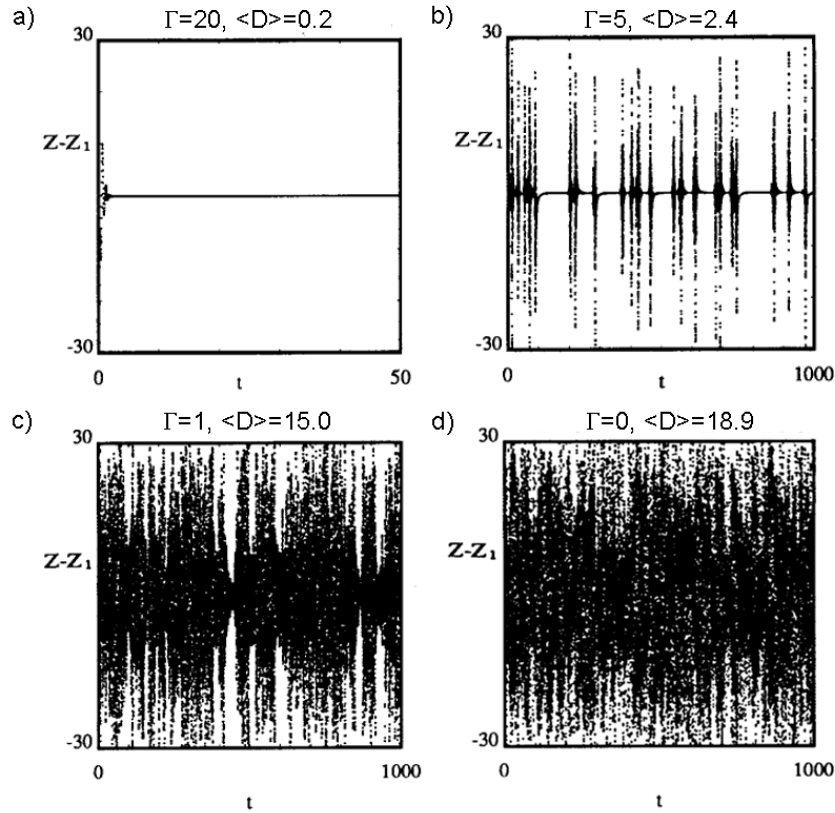 a) Γ=20, <D>=0.2
30
Z-Z1
-30
0 50
t
b) Γ=5, <D>=2.4
30
Z-Z1
-30
0 1000
t
c) Γ=1, <D>=15.0
30
Z-Z1
-30
0 1000
t
d) Γ=0, <D>=18.9
30
Z-Z1
-30
0 1000
t